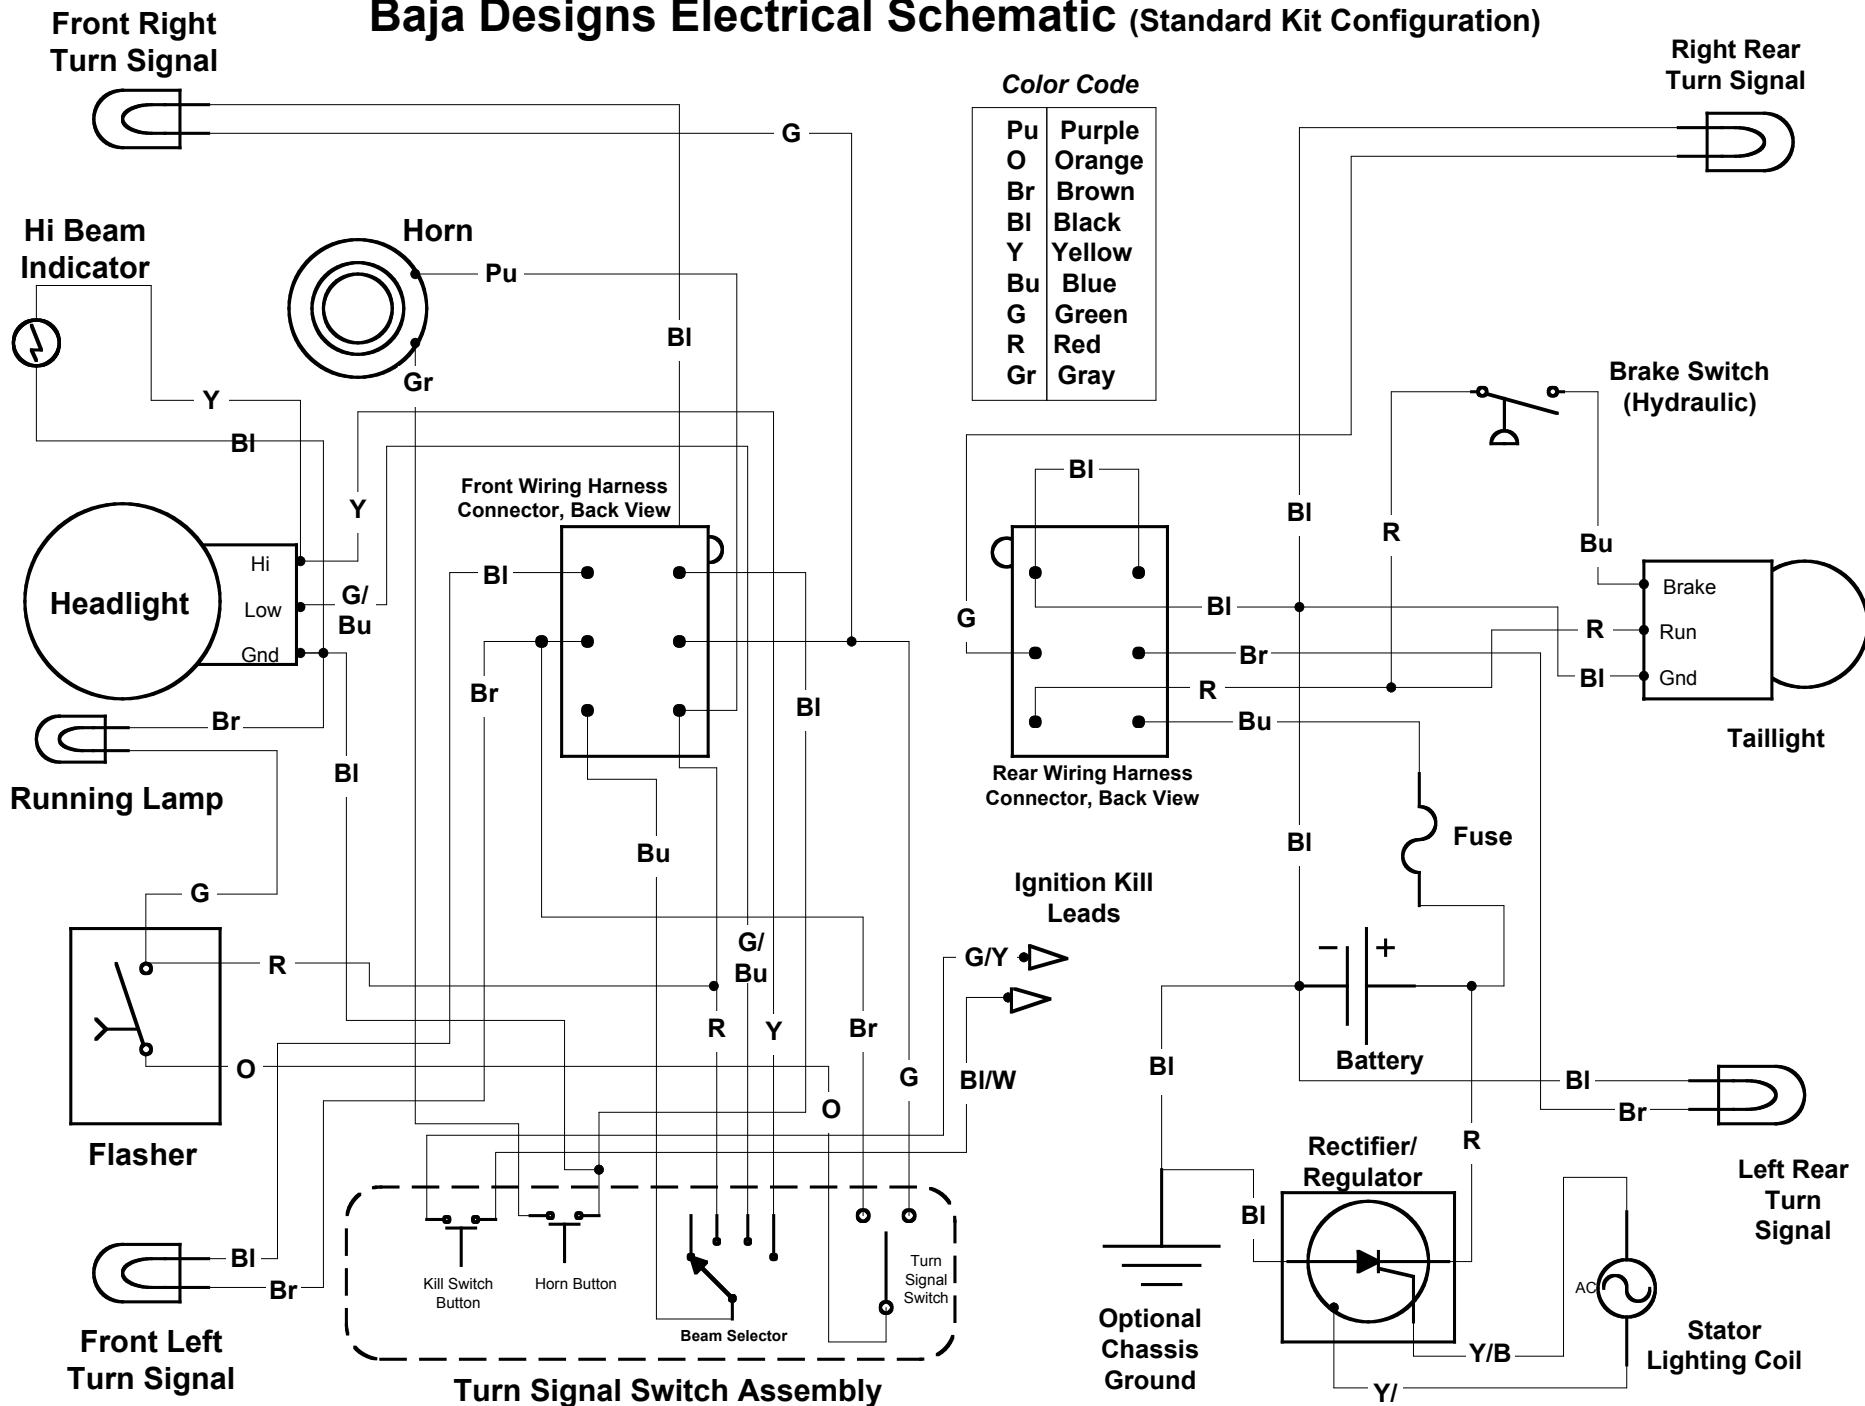 Baja Designs Electrical Schematic (Standard Kit Configuration)
Front Right
Turn Signal
Right Rear
Turn Signal
Color Code
Pu Purple
O Orange
Br Brown
Bl Black
Y Yellow
Bu Blue
G Green
R Red
Gr Gray
G
Hi Beam
Indicator
Horn
Pu
Bl
Gr
Y
Bl
Brake Switch
(Hydraulic)
Front Wiring Harness
Connector, Back View
Bl
Y
Bl
R
Bu
Headlight
Hi
Low
Gnd
G/
Bu
Bl
G
Bl
Br
R
Bu
Brake
Run
Gnd
R
Bl
Taillight
Br
Bl
Br
Running Lamp
Bl
Rear Wiring Harness
Connector, Back View
Bu
Bl
Fuse
G
Ignition Kill
Leads
R
G/
Bu
G/Y
R
Y
Br
– +
Battery
O
G
Bl/W
O
Bl
Bl
Br
Flasher
R
Rectifier/
Regulator
Left Rear
Turn
Signal
Bl
Bl
Br
Kill Switch
Button
Horn Button
Beam Selector
Turn
Signal
Switch
AC
Front Left
Turn Signal
Turn Signal Switch Assembly
Optional
Chassis
Ground
Y/B
Y/
Stator
Lighting Coil